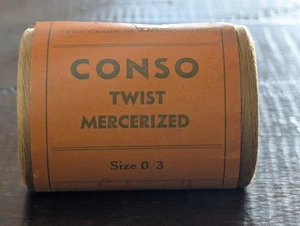 CONSO
TWIST
MERCERIZED
Size 0/3